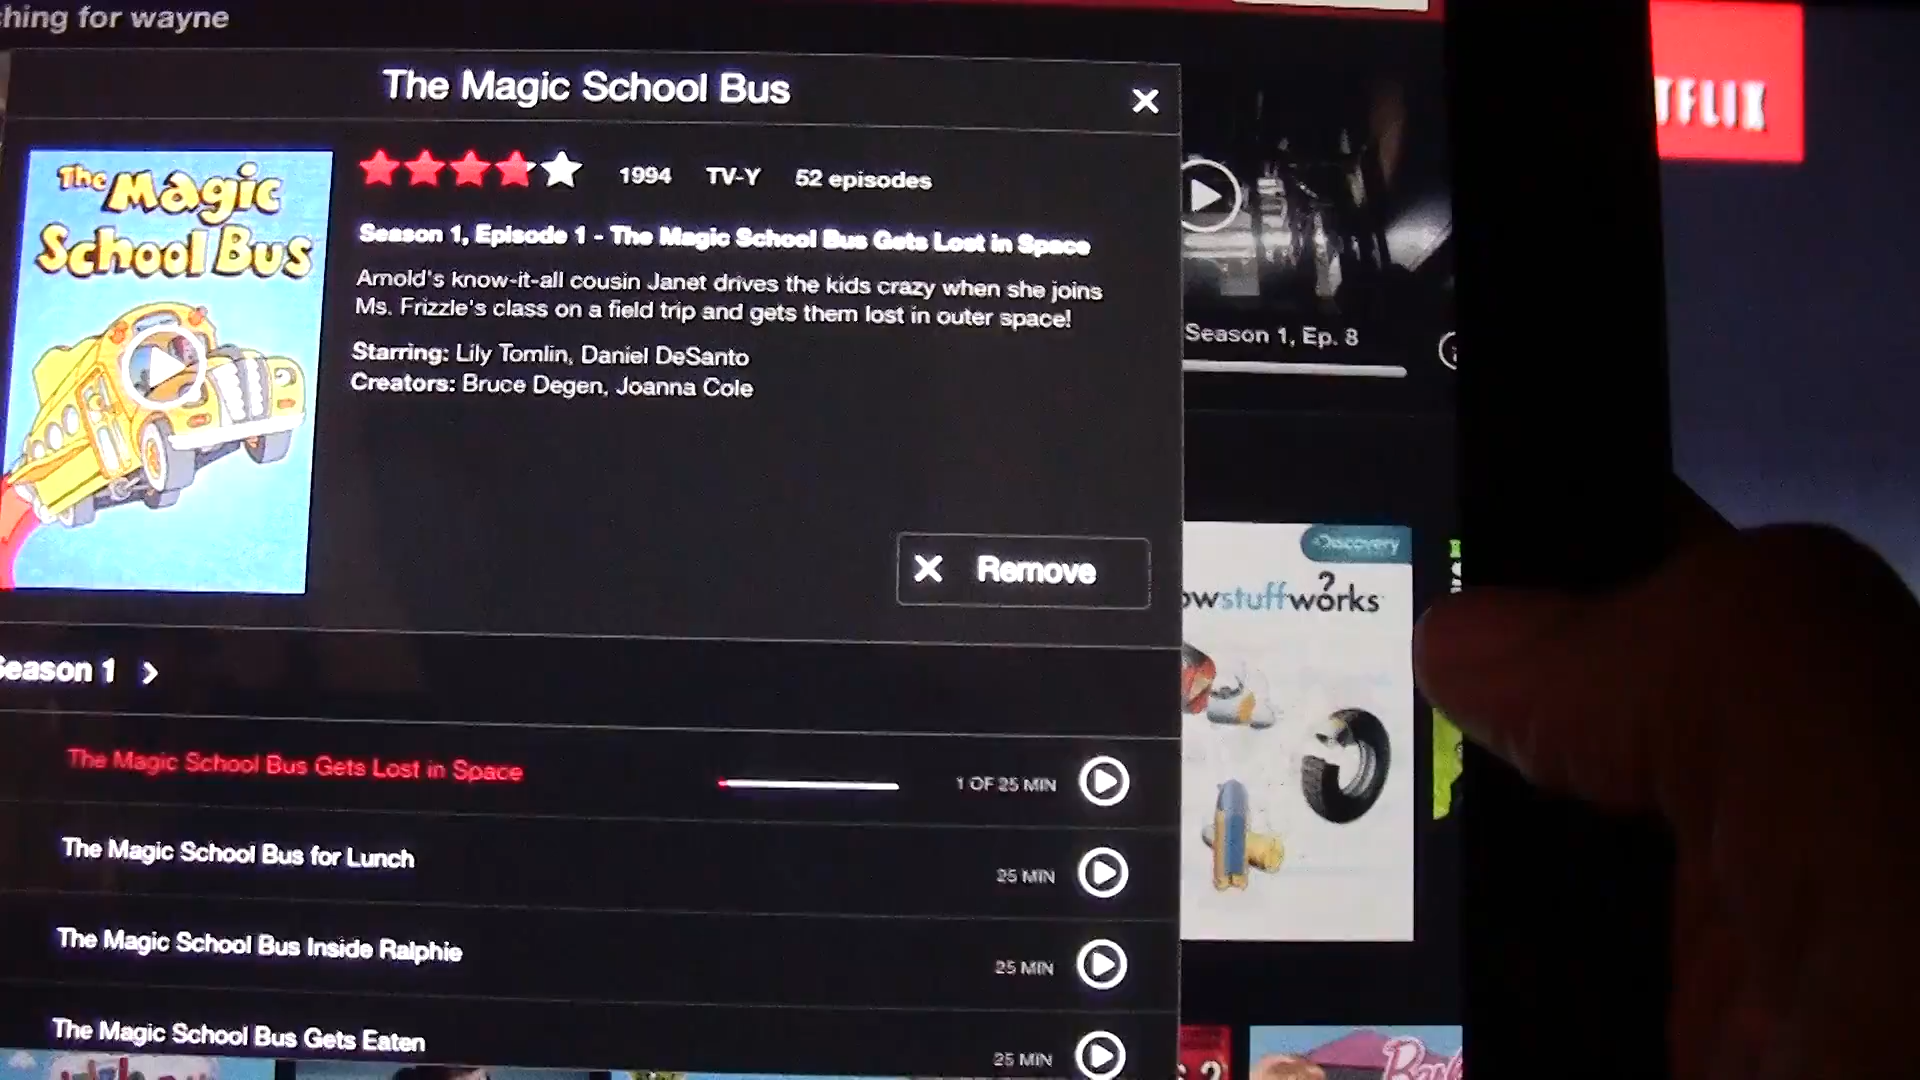 hing for wayne
The Magic School Bus
TFLIX
The Magic
School Bus
1994 TV-Y 52 episodes
Season 1, Episode 1 - The Magic School Bus Gets Lost in Space
Arnold's know-it-all cousin Janet drives the kids crazy when she joins
Ms. Frizzle's class on a field trip and gets them lost in outer space!
Starring: Lily Tomlin, Daniel DeSanto
Creators: Bruce Degen, Joanna Cole
Season 1, Ep. 8
Remove
Discovery
owstuffworks
Season 1
The Magic School Bus Gets Lost in Space 1 OF 25 MIN
The Magic School Bus for Lunch 25 MIN
The Magic School Bus Inside Ralphie 25 MIN
The Magic School Bus Gets Eaten 25 MIN